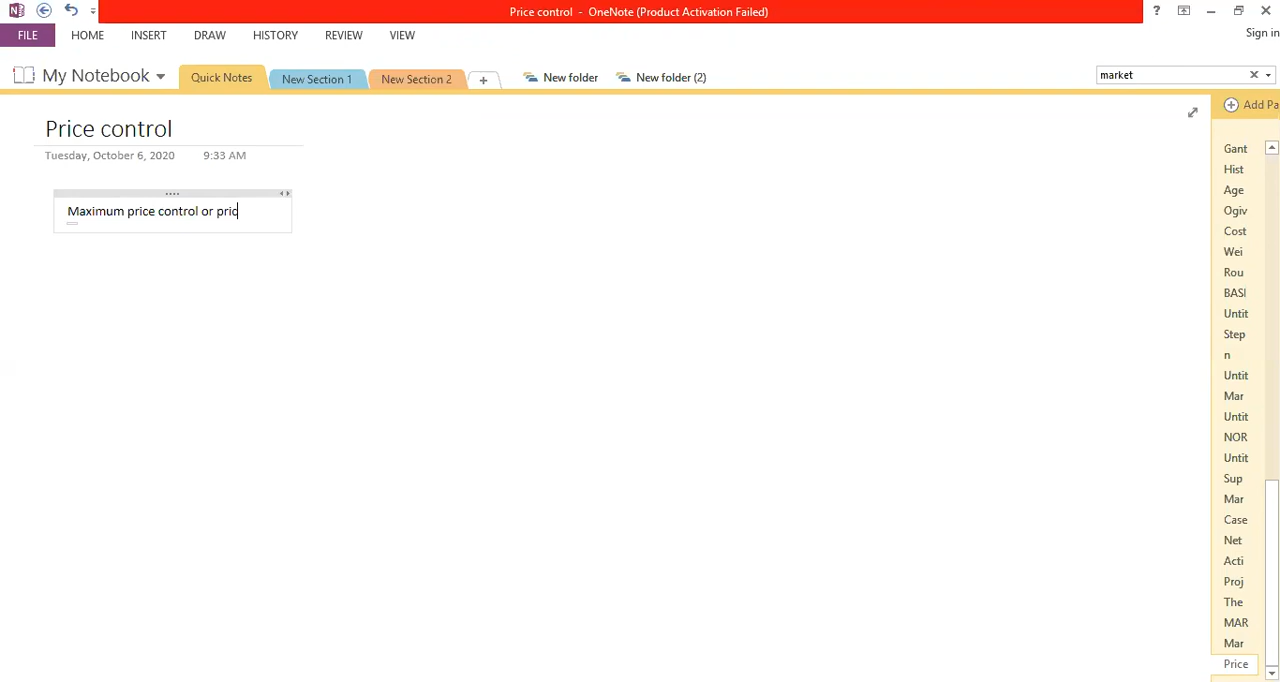 Price control - OneNote (Product Activation Failed)
?
FILE HOME INSERT DRAW HISTORY REVIEW VIEW
Sign in
My Notebook Quick Notes New Section 1 New Section 2 + New folder New folder (2)
market
Add Pa
Price control
Tuesday, October 6, 2020 9:33 AM
Maximum price control or pric
Gant
Hist
Age
Ogiv
Cost
Wei
Rou
BASI
Untit
Step
n
Untit
Mar
Untit
NOR
Untit
Sup
Mar
Case
Net
Acti
Proj
The
MAR
Mar
Price